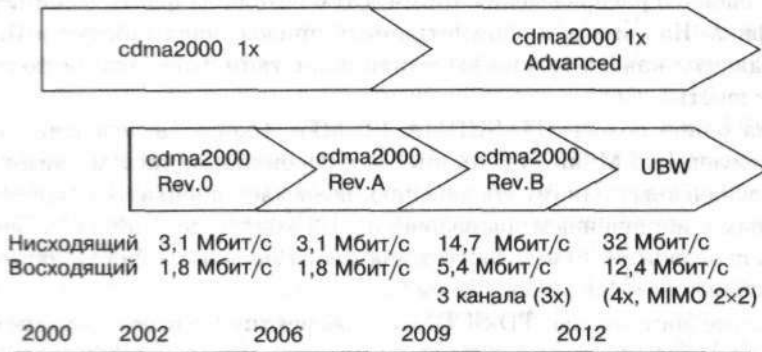 cdma2000 1x
cdma2000 1x
Advanced
cdma2000 cdma2000 cdma2000 UBW
Rev.0 Rev.A Rev.B
Нисходящий 3,1 Мбит/с 3,1 Мбит/с 14,7 Мбит/с 32 Мбит/с
Восходящий 1,8 Мбит/с 1,8 Мбит/с 5,4 Мбит/с 12,4 Мбит/с
3 канала (3x) (4x, MIMO 2×2)
2000 2002 2006 2009 2012